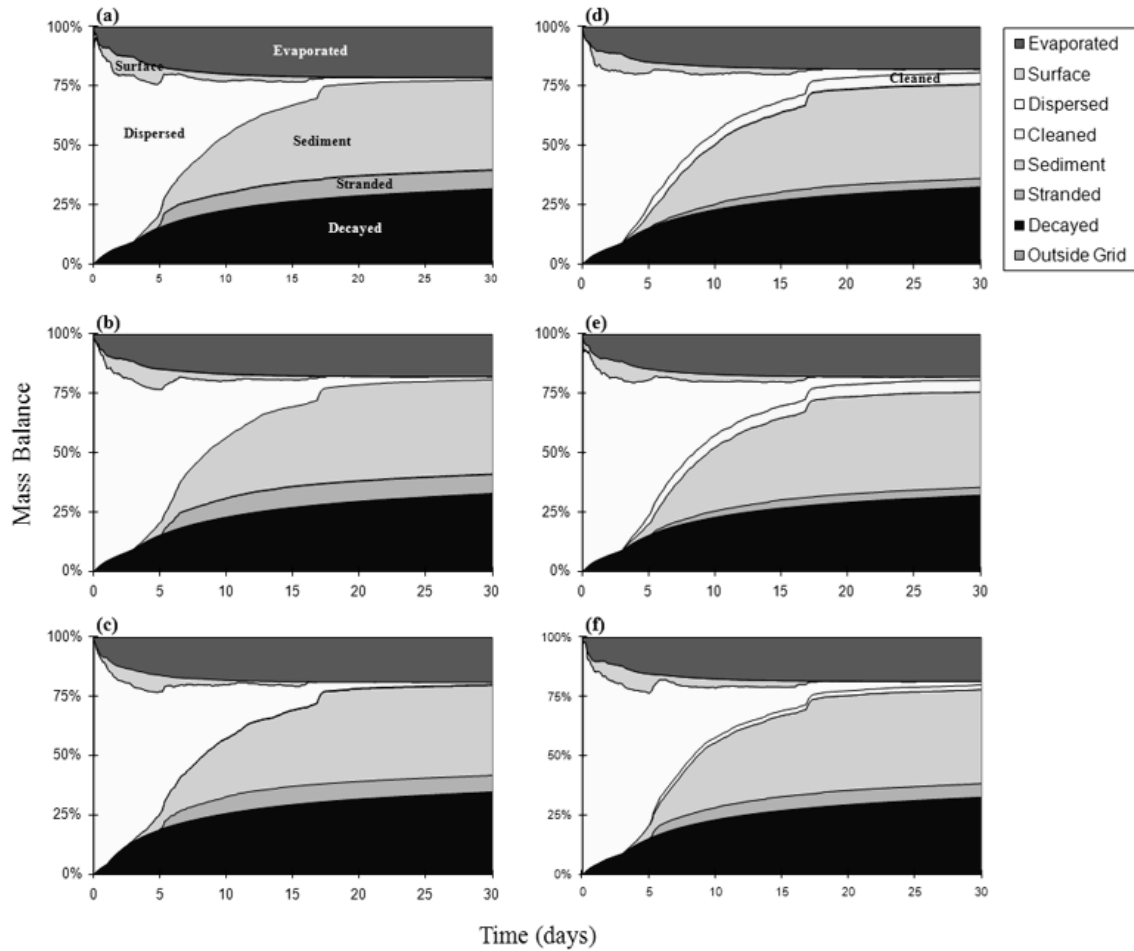 (a)
100%
75%
50%
25%
0%
0 5 10 15 20 25 30
Evaporated
Surface
Dispersed
Sediment
Stranded
Decayed
(d)
100%
75%
50%
25%
0%
0 5 10 15 20 25 30
Cleaned
Evaporated
Surface
Dispersed
Cleaned
Sediment
Stranded
Decayed
Outside Grid
Mass Balance
(b)
100%
75%
50%
25%
0%
0 5 10 15 20 25 30
(e)
100%
75%
50%
25%
0%
0 5 10 15 20 25 30
(c)
100%
75%
50%
25%
0%
0 5 10 15 20 25 30
(f)
100%
75%
50%
25%
0%
0 5 10 15 20 25 30
Time (days)